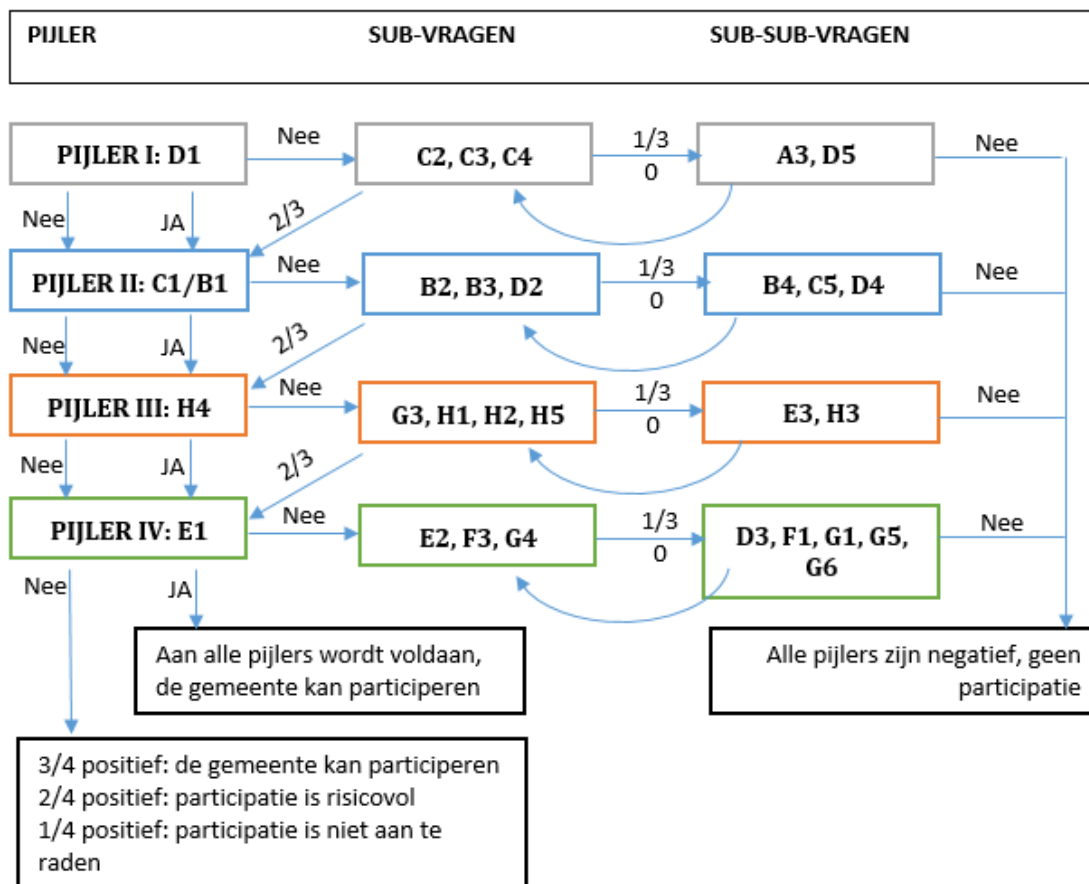 PIJLER SUB-VRAGEN SUB-SUB-VRAGEN
PIJLER I: D1 Nee C2, C3, C4 1/3 0 A3, D5 Nee
Nee JA 2/3
PIJLER II: C1/B1 Nee B2, B3, D2 1/3 0 B4, C5, D4 Nee
Nee JA 2/3
PIJLER III: H4 Nee G3, H1, H2, H5 1/3 0 E3, H3 Nee
Nee JA 2/3
PIJLER IV: E1 Nee E2, F3, G4 1/3 0 D3, F1, G1, G5, Nee
G6
Nee JA
Aan alle pijlers wordt voldaan,
de gemeente kan participeren
Alle pijlers zijn negatief, geen
participatie
3/4 positief: de gemeente kan participeren
2/4 positief: participatie is risicovol
1/4 positief: participatie is niet aan te
raden